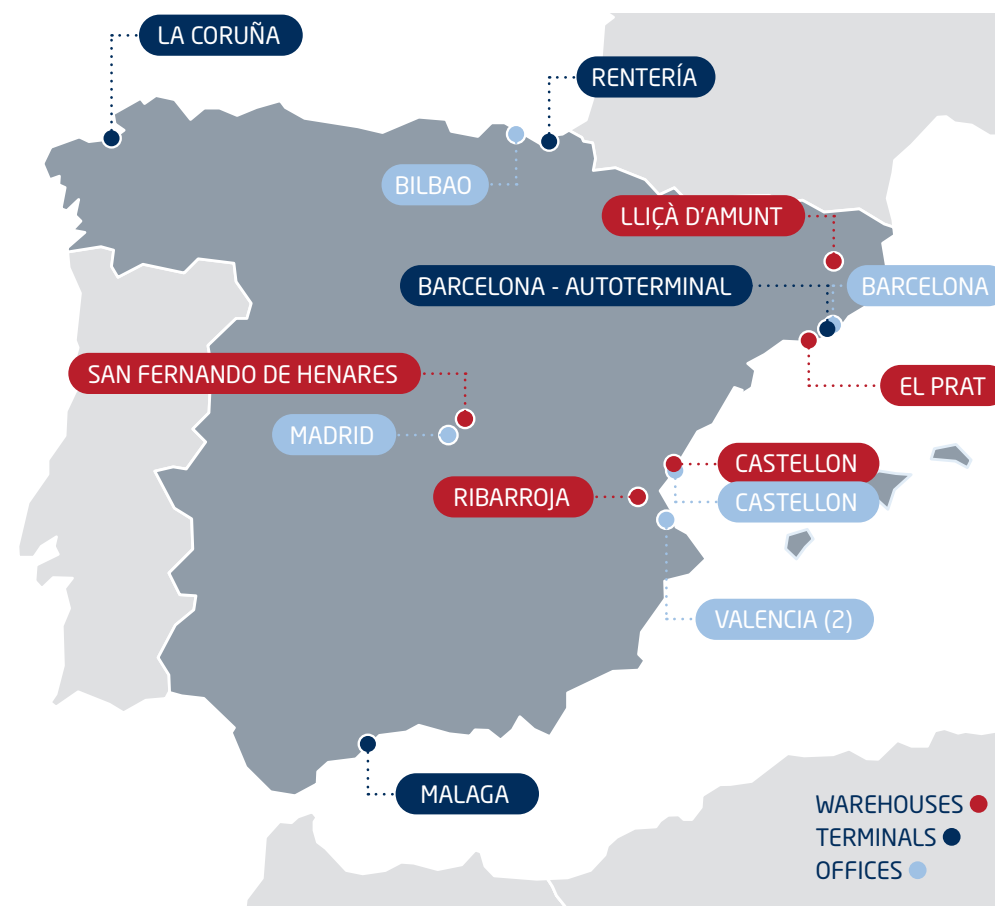 LA CORUÑA
RENTERÍA
BILBAO
LLIÇÀ D'AMUNT
BARCELONA - AUTOTERMINAL
BARCELONA
SAN FERNANDO DE HENARES
EL PRAT
MADRID
CASTELLON
RIBARROJA
CASTELLON
VALENCIA (2)
MALAGA
WAREHOUSES
TERMINALS
OFFICES